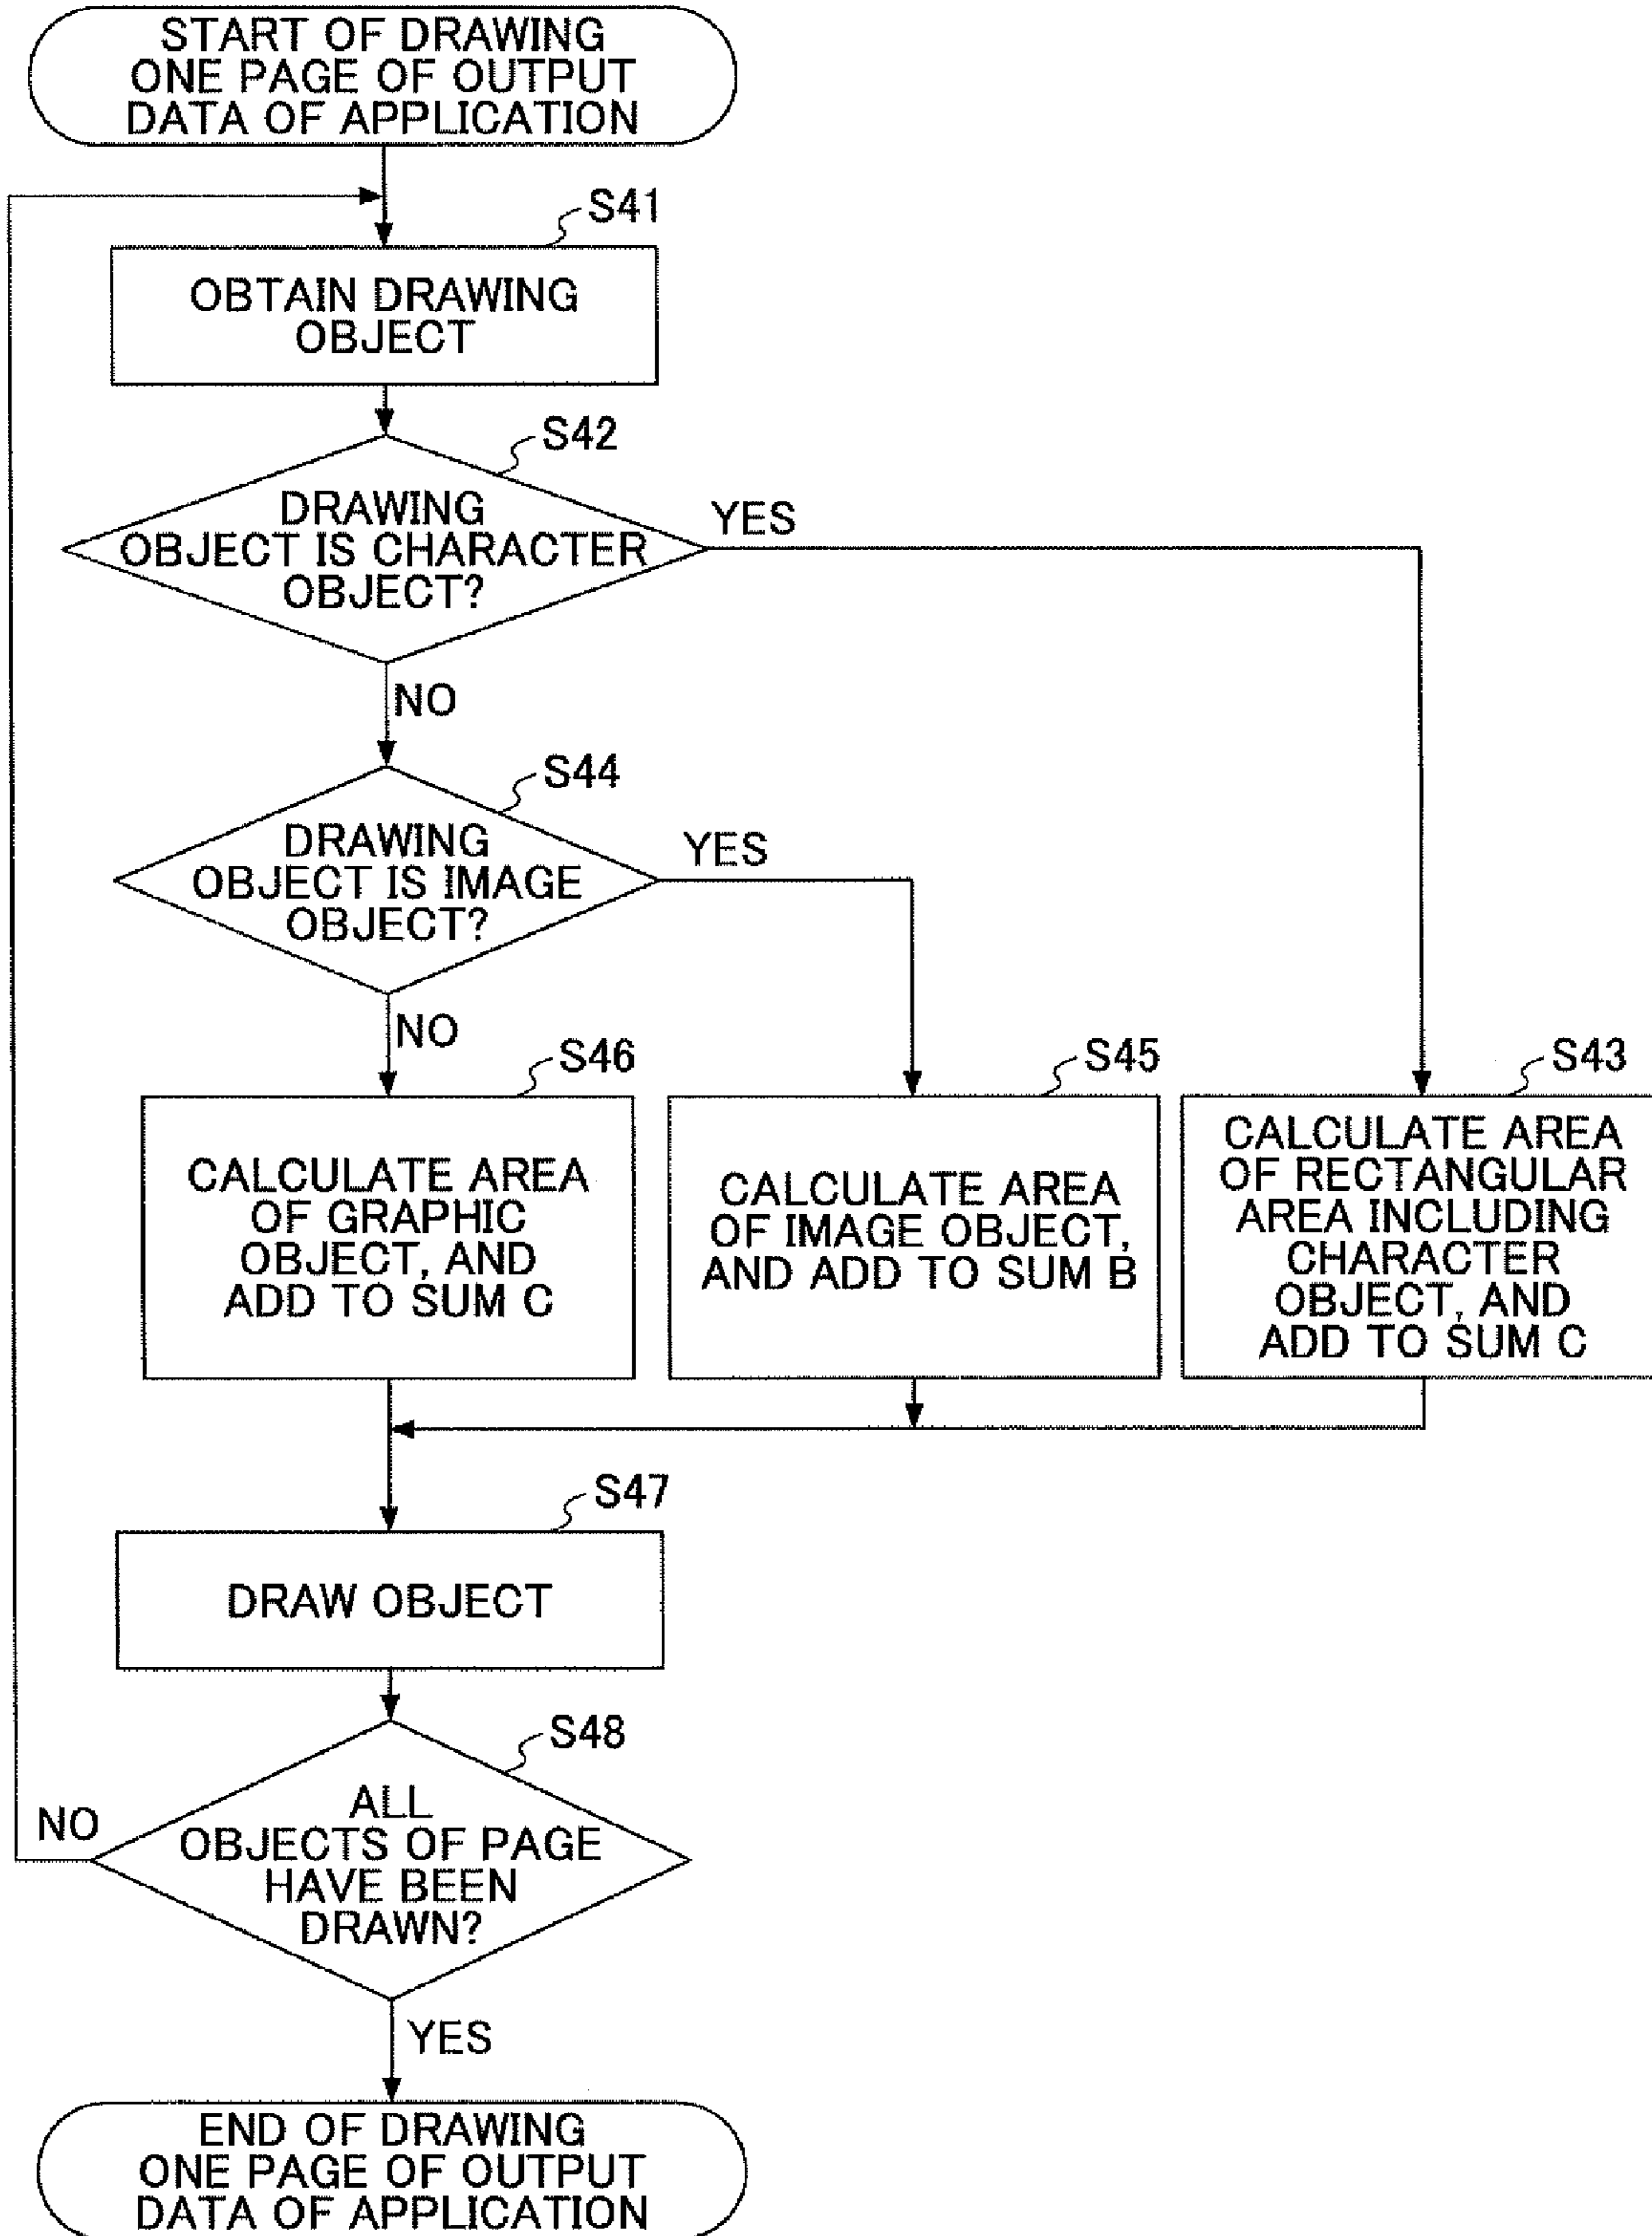 START OF DRAWING
ONE PAGE OF OUTPUT
DATA OF APPLICATION
S41
OBTAIN DRAWING
OBJECT
S42
DRAWING
OBJECT IS CHARACTER
OBJECT?
YES
NO
S44
DRAWING
OBJECT IS IMAGE
OBJECT?
YES
NO
S46
CALCULATE AREA
OF GRAPHIC
OBJECT, AND
ADD TO SUM C
S45
CALCULATE AREA
OF IMAGE OBJECT,
AND ADD TO SUM B
S43
CALCULATE AREA
OF RECTANGULAR
AREA INCLUDING
CHARACTER
OBJECT, AND
ADD TO SUM C
S47
DRAW OBJECT
S48
ALL
OBJECTS OF PAGE
HAVE BEEN
DRAWN?
NO
YES
END OF DRAWING
ONE PAGE OF OUTPUT
DATA OF APPLICATION